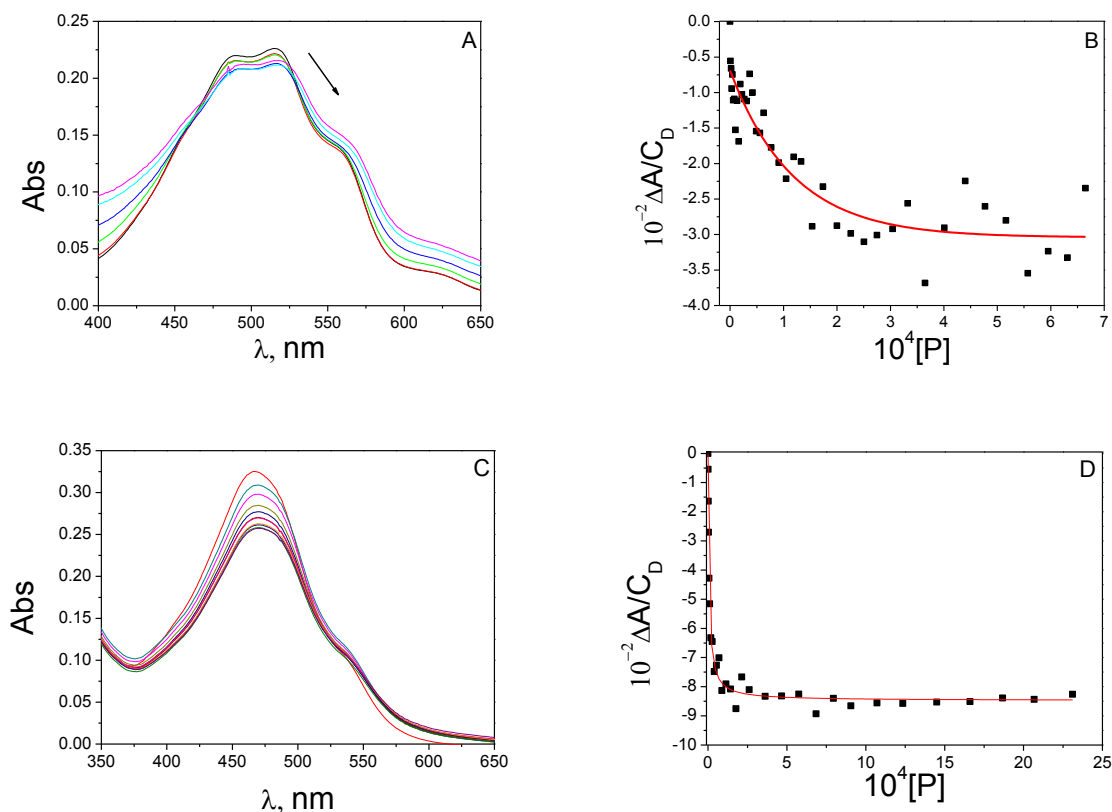 A
Abs
0.25
0.20
0.15
0.10
0.05
0.00
400 450 500 550 600 650
λ, nm
B
10⁻² ΔA/C_D
0.0
-0.5
-1.0
-1.5
-2.0
-2.5
-3.0
-3.5
-4.0
0 1 2 3 4 5 6 7
10⁴[P]
C
Abs
0.35
0.30
0.25
0.20
0.15
0.10
0.05
0.00
350 400 450 500 550 600 650
λ, nm
D
10⁻² ΔA/C_D
0
-1
-2
-3
-4
-5
-6
-7
-8
-9
-10
0 5 10 15 20 25
10⁴[P]